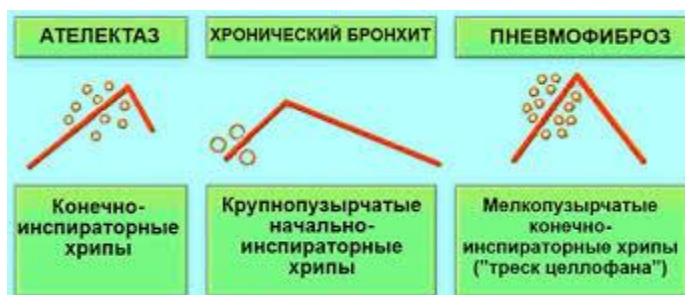 АТЕЛЕКТАЗ
ХРОНИЧЕСКИЙ БРОНХИТ
ПНЕВМОФИБРОЗ
Конечно-
инспираторные
хрипы
Крупнопузырчатые
начально-
инспираторные
хрипы
Мелкопузырчатые
конечно-
инспираторные хрипы
("треск целлофана")